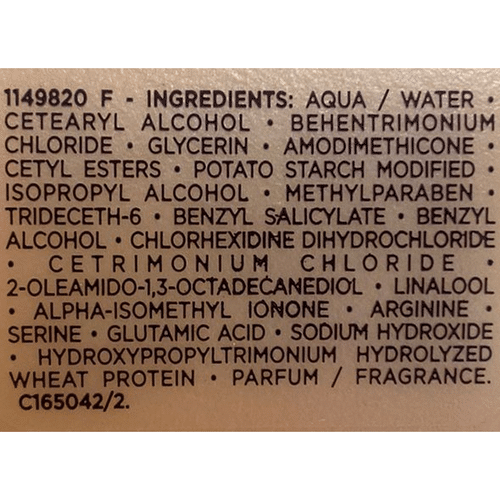 1149820 F - INGREDIENTS: AQUA / WATER •
CETEARYL ALCOHOL • BEHENTRIMONIUM
CHLORIDE • GLYCERIN • AMODIMETHICONE •
CETYL ESTERS • POTATO STARCH MODIFIED •
ISOPROPYL ALCOHOL • METHYLPARABEN •
TRIDECETH-6 • BENZYL SALICYLATE • BENZYL
ALCOHOL • CHLORHEXIDINE DIHYDROCHLORIDE
• CETRIMONIUM CHLORIDE •
2-OLEAMIDO-1,3-OCTADECANEDIOL • LINALOOL
• ALPHA-ISOMETHYL IONONE • ARGININE •
SERINE • GLUTAMIC ACID • SODIUM HYDROXIDE
• HYDROXYPROPYLTRIMONIUM HYDROLYZED
WHEAT PROTEIN • PARFUM / FRAGRANCE.
C165042/2.